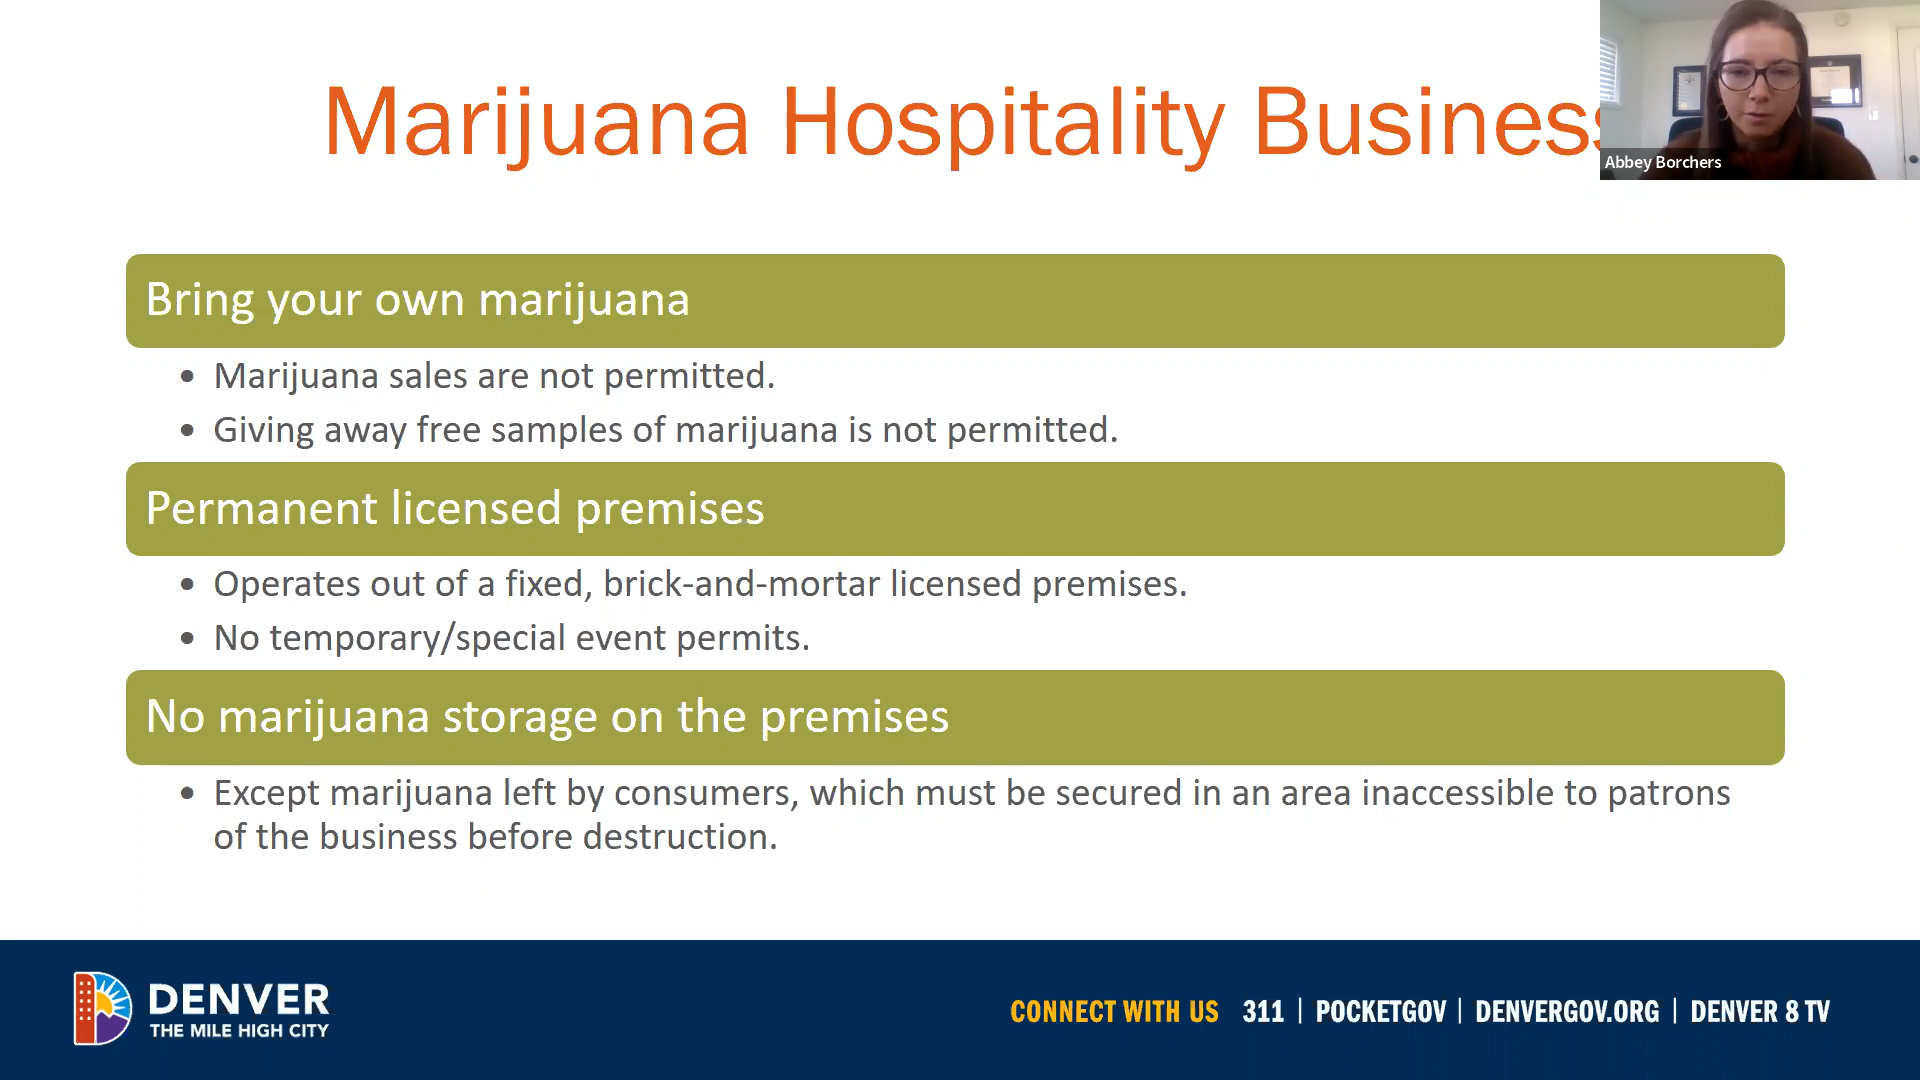 Marijuana Hospitality Business
Abbey Borchers
Bring your own marijuana
• Marijuana sales are not permitted.
• Giving away free samples of marijuana is not permitted.
Permanent licensed premises
• Operates out of a fixed, brick-and-mortar licensed premises.
• No temporary/special event permits.
No marijuana storage on the premises
• Except marijuana left by consumers, which must be secured in an area inaccessible to patrons
of the business before destruction.
DENVER
THE MILE HIGH CITY
CONNECT WITH US 311 | POCKETGOV | DENVERGOV.ORG | DENVER 8 TV